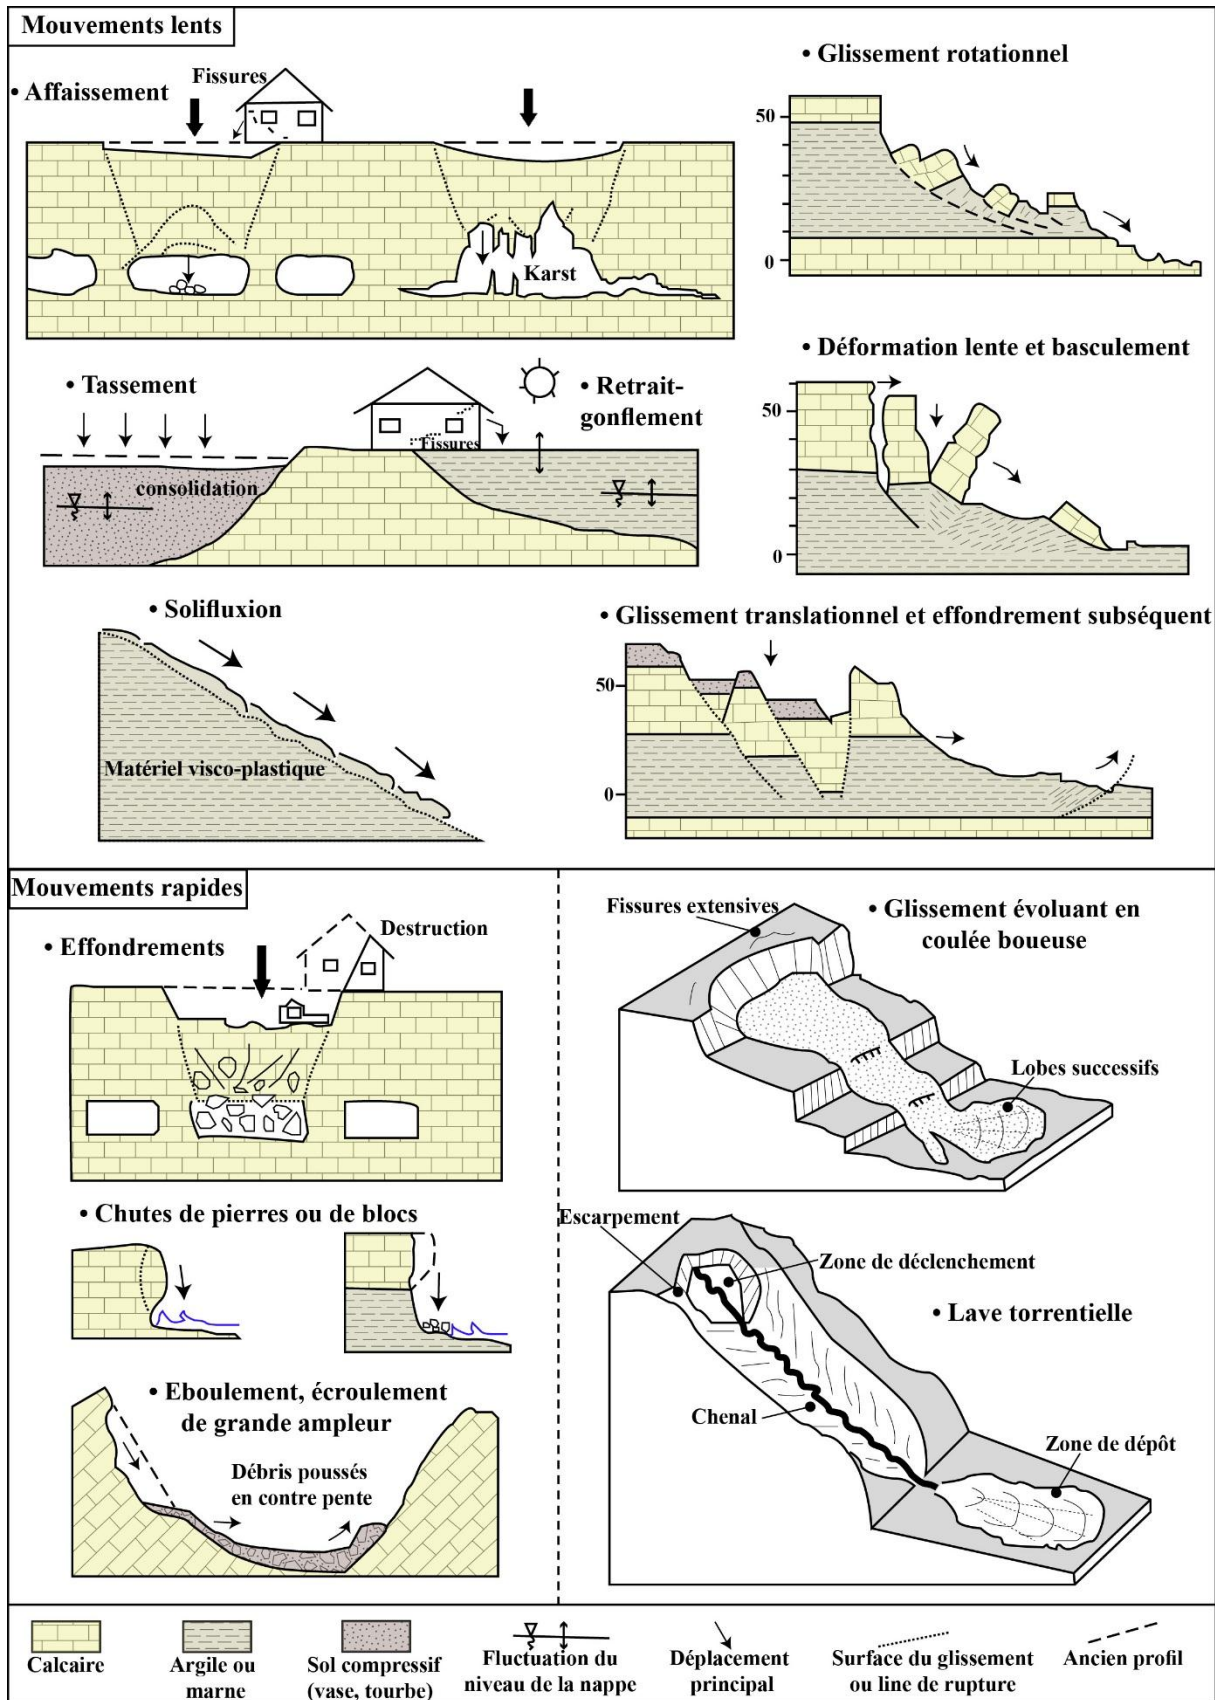 Mouvements lents
• Affaissement
Fissures
Karst
• Glissement rotationnel
50
0
• Tassement
consolidation
Fissures
• Retrait-
gonflement
• Déformation lente et basculement
50
0
• Solifluxion
Matériel visco-plastique
• Glissement translationnel et effondrement subséquent
50
0
Mouvements rapides
• Effondrements
Destruction
• Chutes de pierres ou de blocs
• Eboulement, écroulement
de grande ampleur
Débris poussés
en contre pente
Fissures extensives
• Glissement évoluant en
coulée boueuse
Lobes successifs
Escarpement
Zone de déclenchement
• Lave torrentielle
Chenal
Zone de dépôt
Calcaire
Argile ou
marne
Sol compressif
(vase, tourbe)
Fluctuation du
niveau de la nappe
Déplacement
principal
Surface du glissement
ou line de rupture
Ancien profil